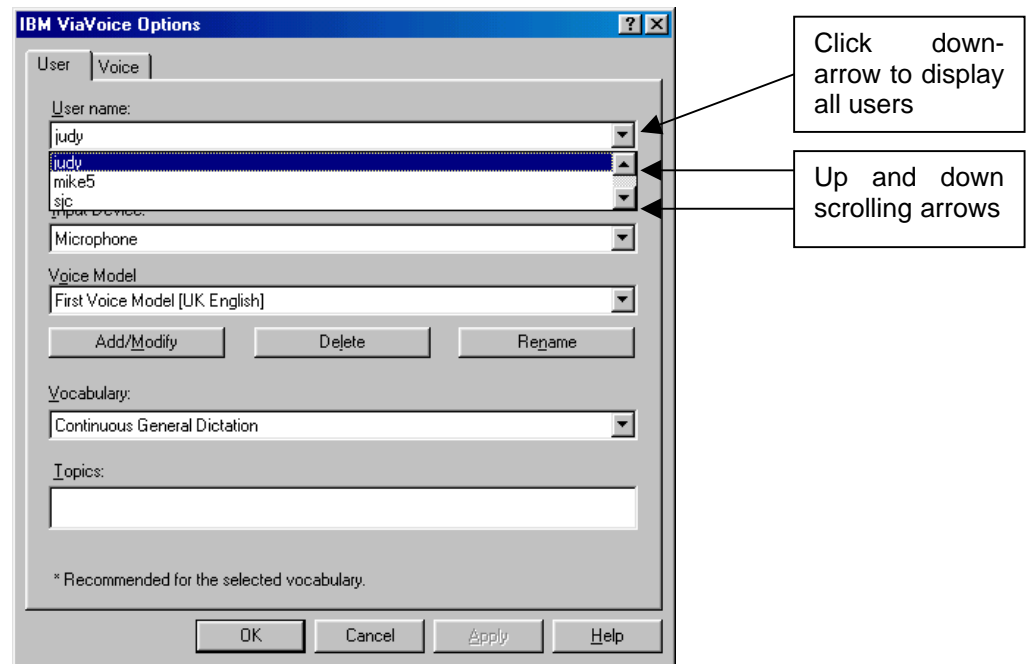 IBM ViaVoice Options
User Voice
User name:
judy
judy
mike5
sjc
Input Device:
Microphone
Voice Model
First Voice Model [UK English]
Add/Modify Delete Rename
Vocabulary:
Continuous General Dictation
Topics:
* Recommended for the selected vocabulary.
OK Cancel Apply Help
Click down-
arrow to display
all users
Up and down
scrolling arrows